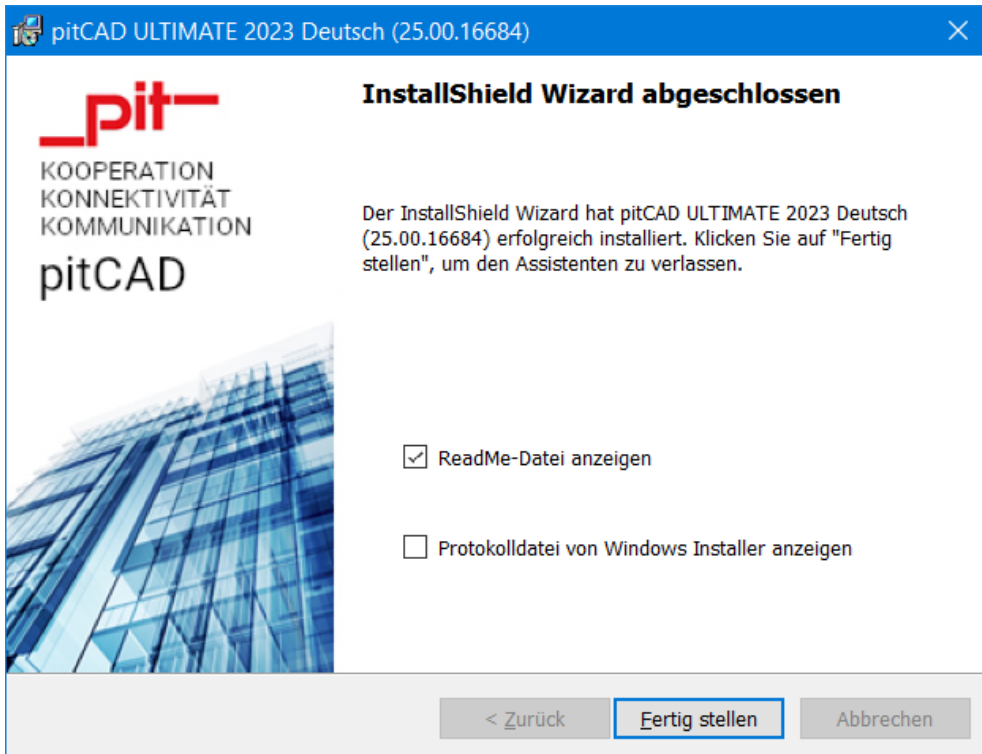 pitCAD ULTIMATE 2023 Deutsch (25.00.16684)
_pit
KOOPERATION
KONNEKTIVITÄT
KOMMUNIKATION
pitCAD
InstallShield Wizard abgeschlossen
Der InstallShield Wizard hat pitCAD ULTIMATE 2023 Deutsch
(25.00.16684) erfolgreich installiert. Klicken Sie auf "Fertig
stellen", um den Assistenten zu verlassen.
ReadMe-Datei anzeigen
Protokolldatei von Windows Installer anzeigen
< Zurück
Fertig stellen
Abbrechen